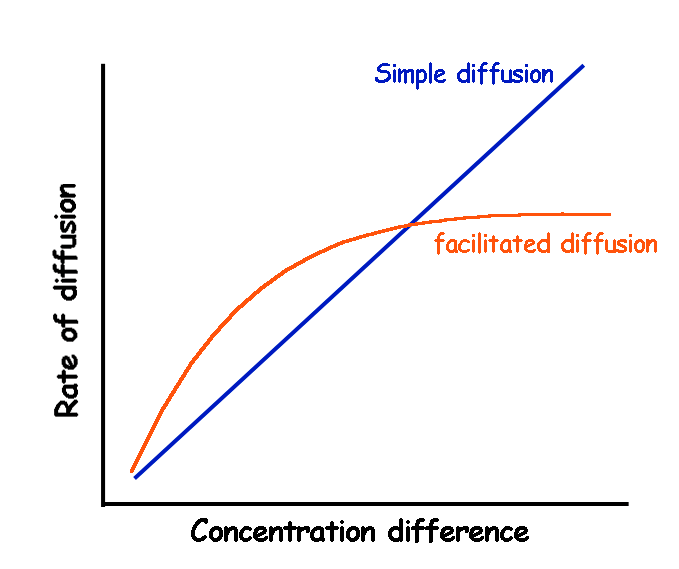 Simple diffusion
facilitated diffusion
Rate of diffusion
Concentration difference